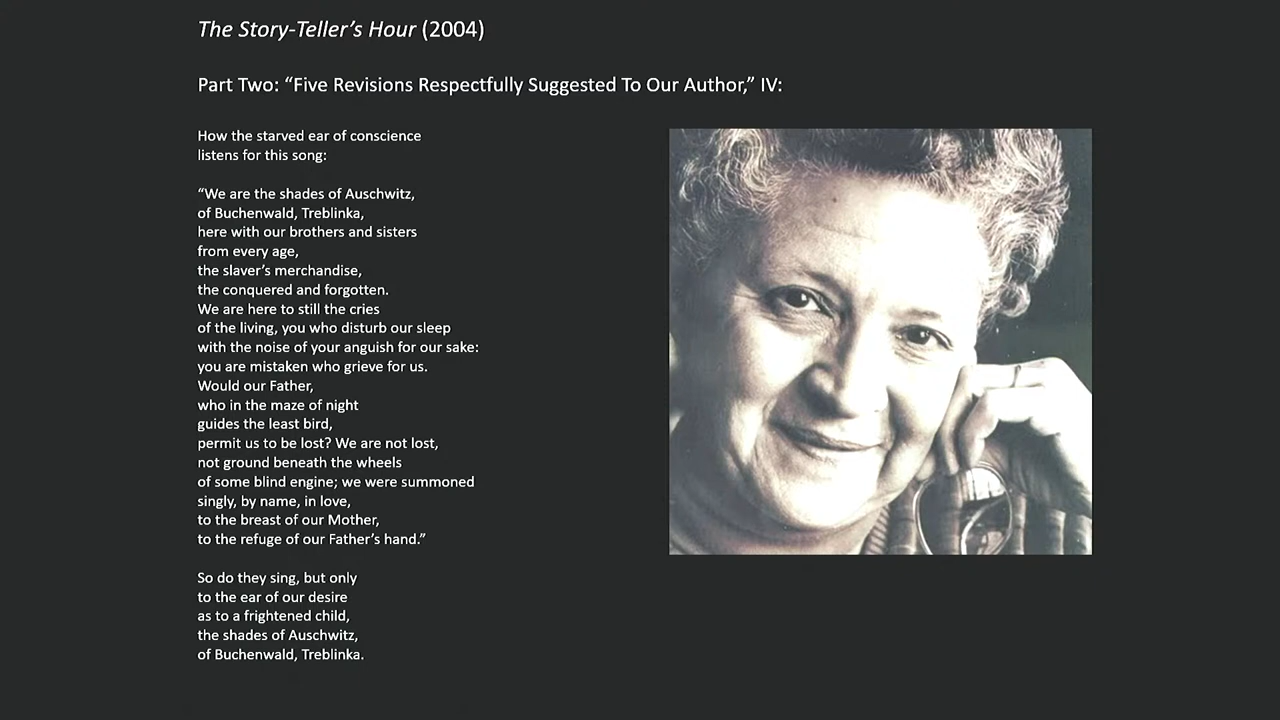 The Story-Teller’s Hour (2004)
Part Two: “Five Revisions Respectfully Suggested To Our Author,” IV:
How the starved ear of conscience
listens for this song:
“We are the shades of Auschwitz,
of Buchenwald, Treblinka,
here with our brothers and sisters
from every age,
the slaver’s merchandise,
the conquered and forgotten.
We are here to still the cries
of the living, you who disturb our sleep
with the noise of your anguish for our sake:
you are mistaken who grieve for us.
Would our Father,
who in the maze of night
guides the least bird,
permit us to be lost? We are not lost,
not ground beneath the wheels
of some blind engine; we were summoned
singly, by name, in love,
to the breast of our Mother,
to the refuge of our Father’s hand.”
So do they sing, but only
to the ear of our desire
as to a frightened child,
the shades of Auschwitz,
of Buchenwald, Treblinka.